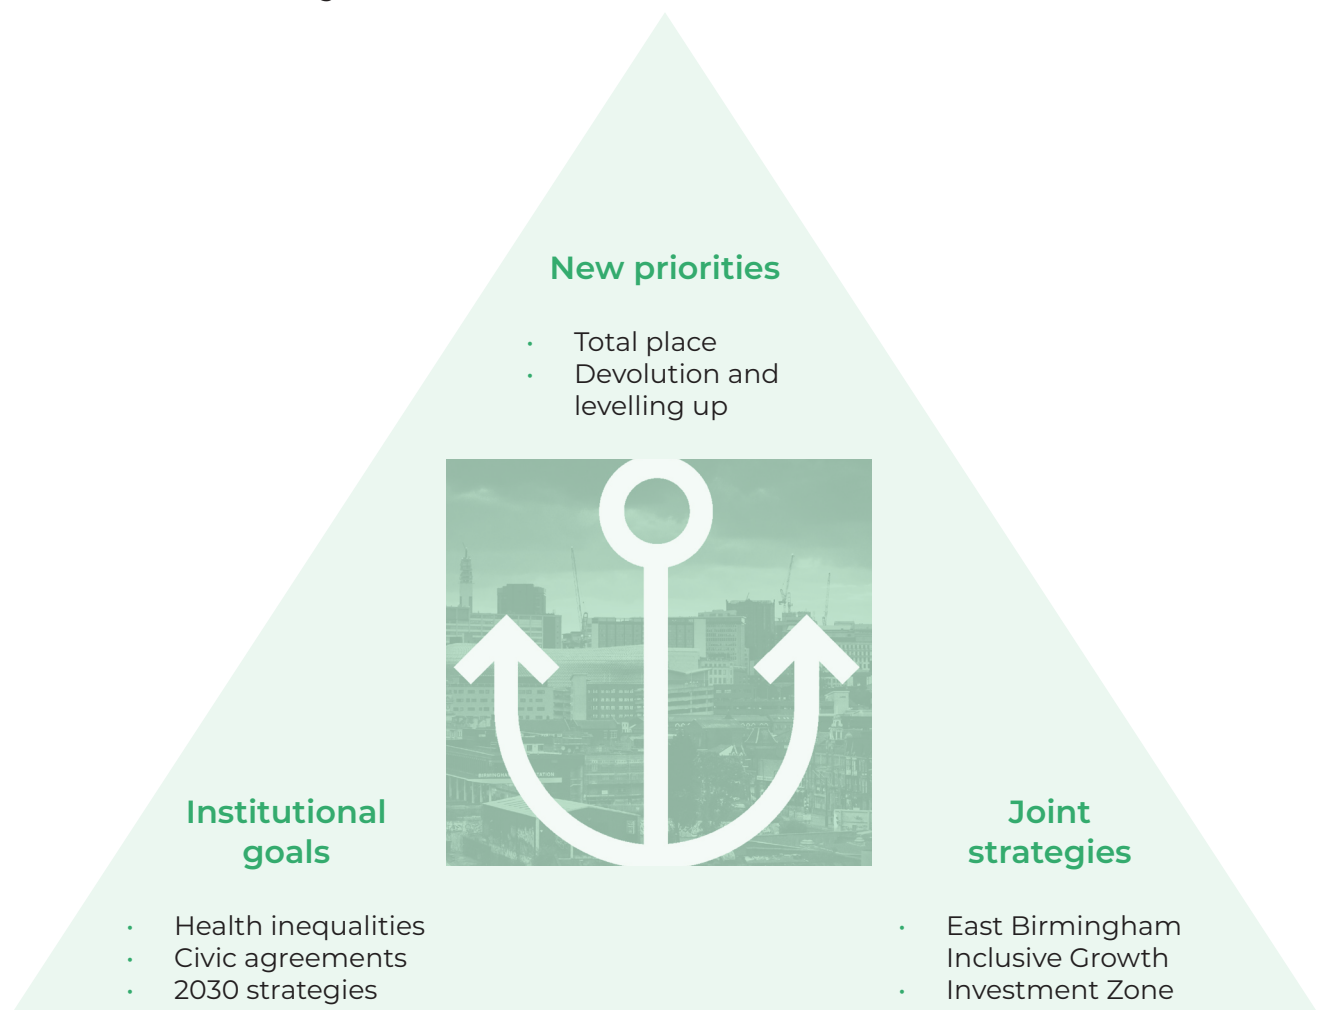 New priorities
• Total place
• Devolution and
levelling up
Institutional
goals
• Health inequalities
• Civic agreements
• 2030 strategies
Joint
strategies
• East Birmingham
Inclusive Growth
• Investment Zone